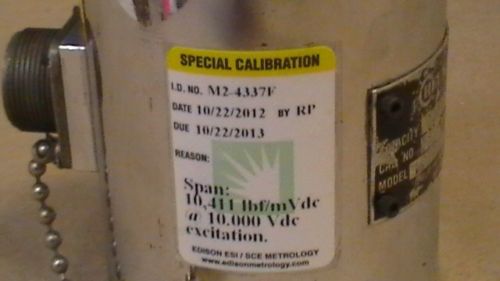 SPECIAL CALIBRATION
I.D. NO. M2-4337F
DATE 10/22/2012 BY RP
DUE 10/22/2013
REASON:
Span:
10,411 lbf/mVdc
@ 10.000 Vdc
excitation.
EDISON ESI / SCE METROLOGY
www.edisonmetrology.com
MODEL